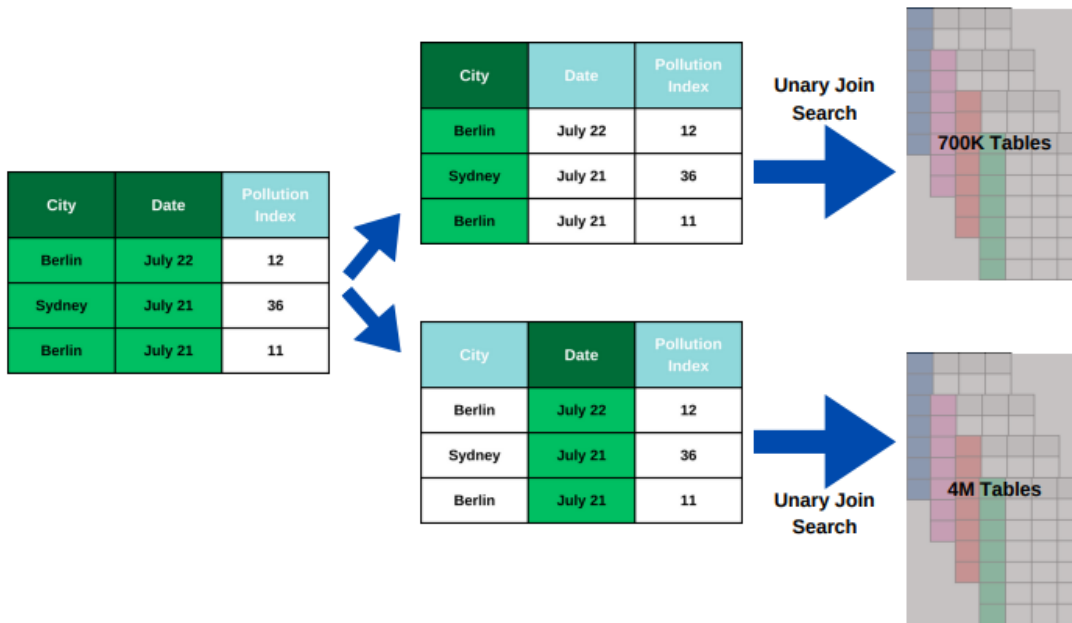 City Date Pollution Index
Berlin July 22 12
Sydney July 21 36
Berlin July 21 11
City Date Pollution Index
Berlin July 22 12
Sydney July 21 36
Berlin July 21 11
Unary Join
Search
700K Tables
City Date Pollution Index
Berlin July 22 12
Sydney July 21 36
Berlin July 21 11
Unary Join
Search
4M Tables